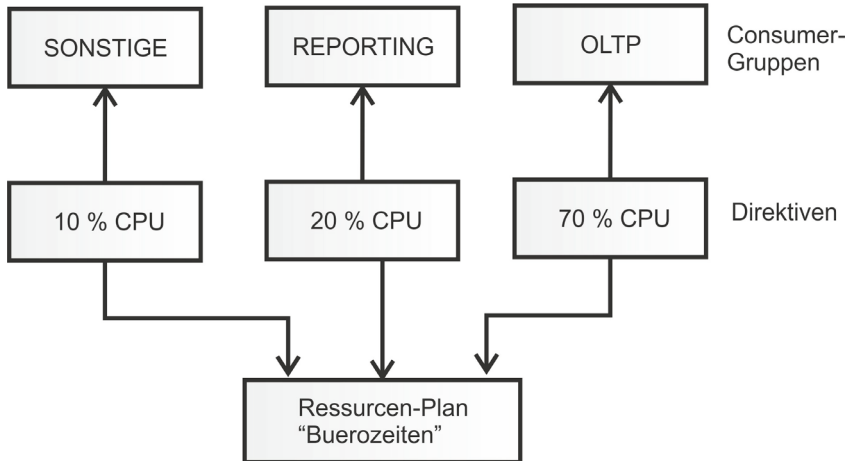 SONSTIGE
REPORTING
OLTP
Consumer-
Gruppen
10 % CPU
20 % CPU
70 % CPU
Direktiven
Ressurcen-Plan
“Buerozeiten”